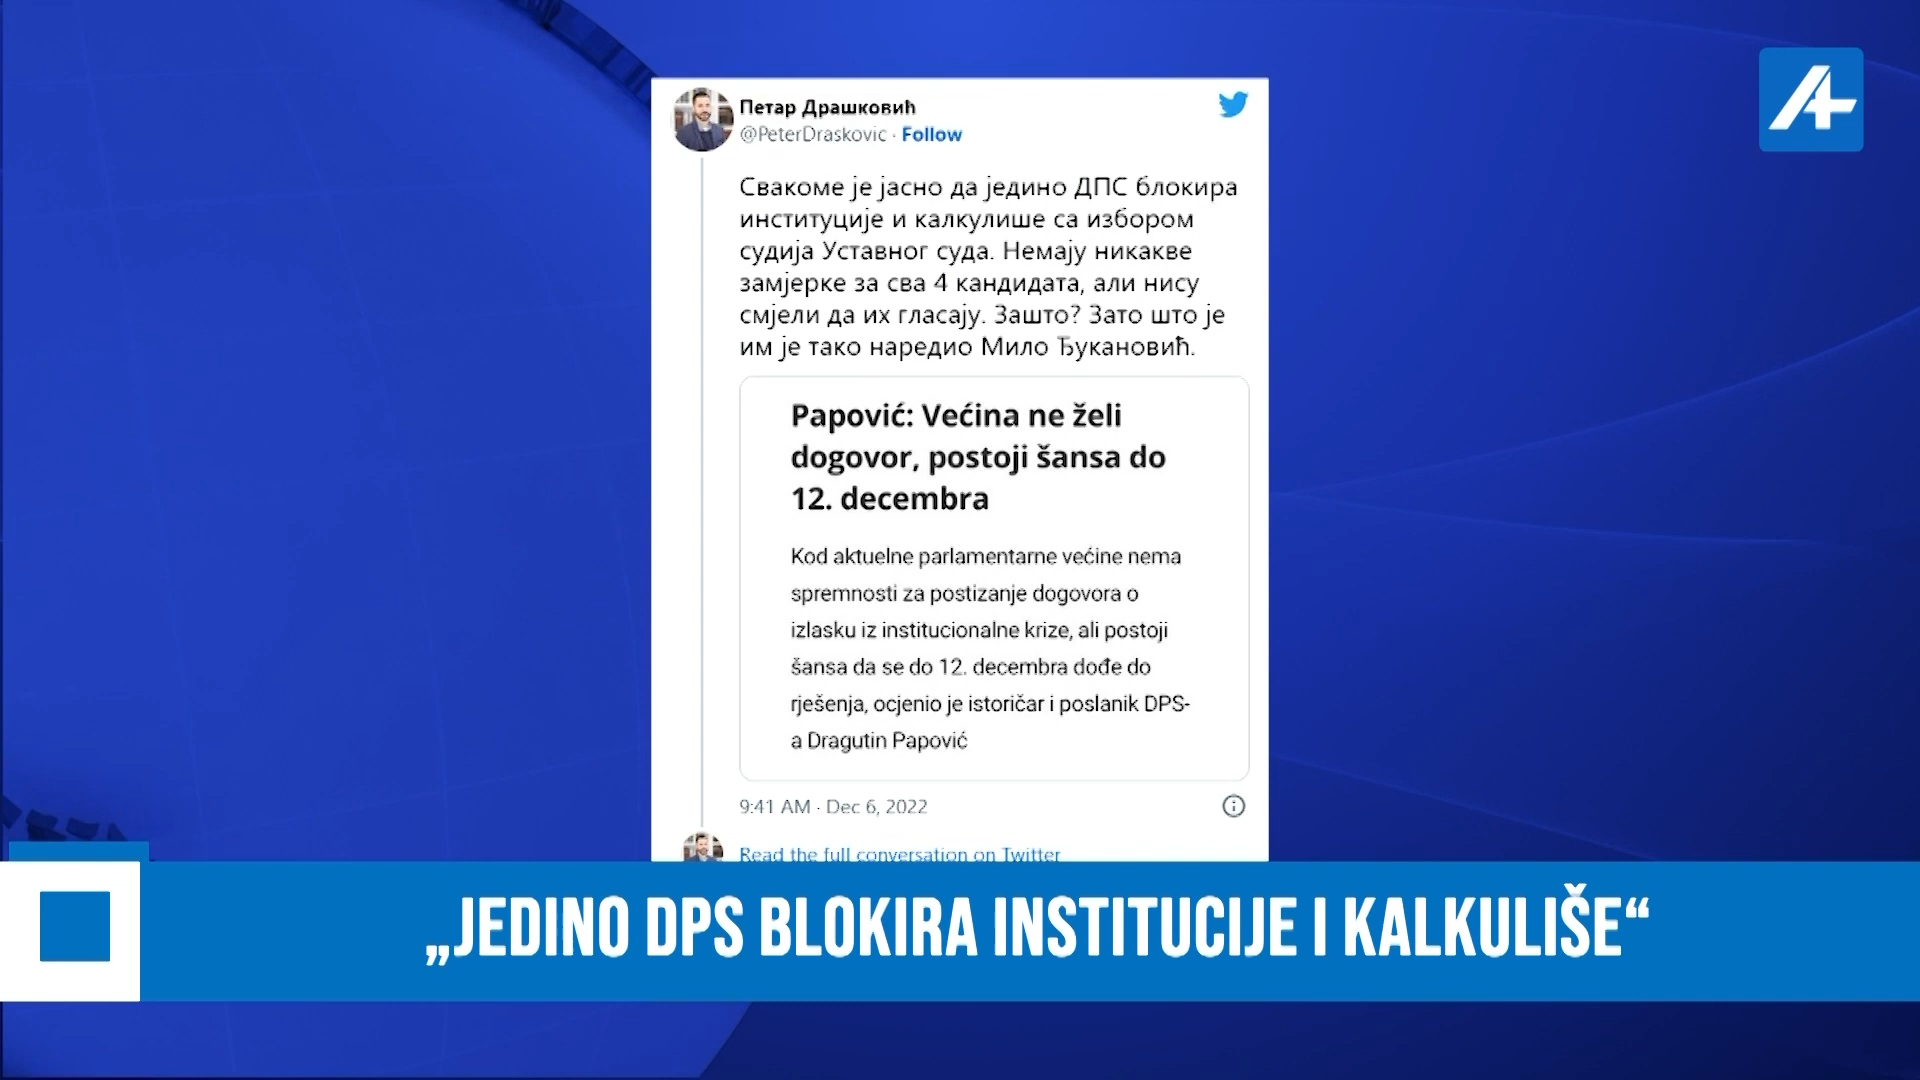 Петар Драшковић
@PeterDraskovic · Follow
Свакоме је јасно да једино ДПС блокира
институције и калкулише са избором
судија Уставног суда. Немају никакве
замјерке за сва 4 кандидата, али нису
смјели да их гласају. Зашто? Зато што је
им је тако наредио Мило Ђукановић.
Papović: Većina ne želi
dogovor, postoji šansa do
12. decembra
Kod aktuelne parlamentarne većine nema
spremnosti za postizanje dogovora o
izlasku iz institucionalne krize, ali postoji
šansa da se do 12. decembra dođe do
rješenja, ocjenio je istoričar i poslanik DPS-
a Dragutin Papović
9:41 AM · Dec 6, 2022
Read the full conversation on Twitter
„JEDINO DPS BLOKIRA INSTITUCIJE I KALKULIŠE“